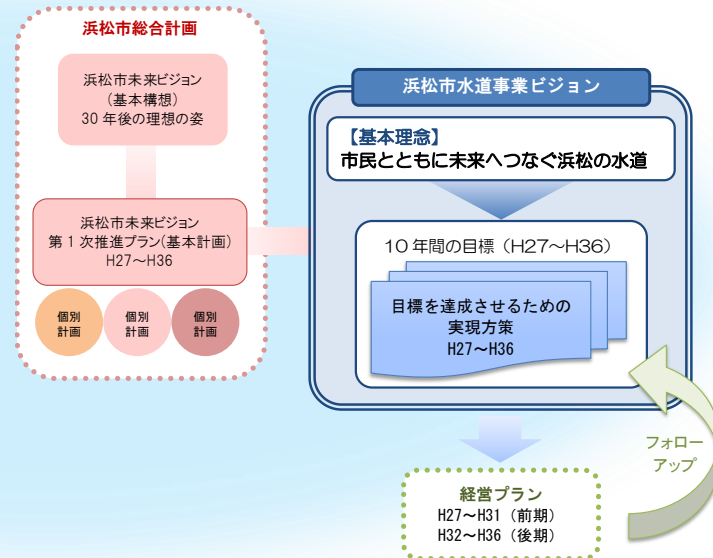 浜松市総合計画
浜松市未来ビジョン
（基本構想）
30年後の理想の姿
浜松市未来ビジョン
第1次推進プラン(基本計画)
H27～H36
個別
計画
個別
計画
個別
計画
浜松市水道事業ビジョン
【基本理念】
市民とともに未来へつなぐ浜松の水道
10年間の目標（H27～H36）
目標を達成させるための
実現方策
H27～H36
フォロー
アップ
経営プラン
H27～H31（前期）
H32～H36（後期）